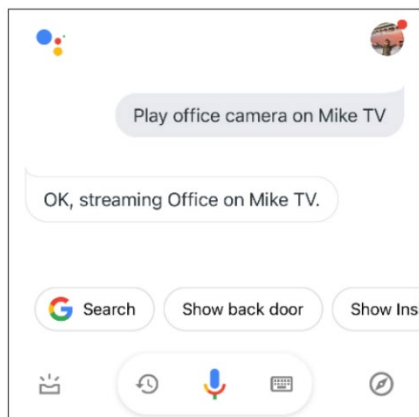 Play office camera on Mike TV
OK, streaming Office on Mike TV.
Search
Show back door
Show Ins